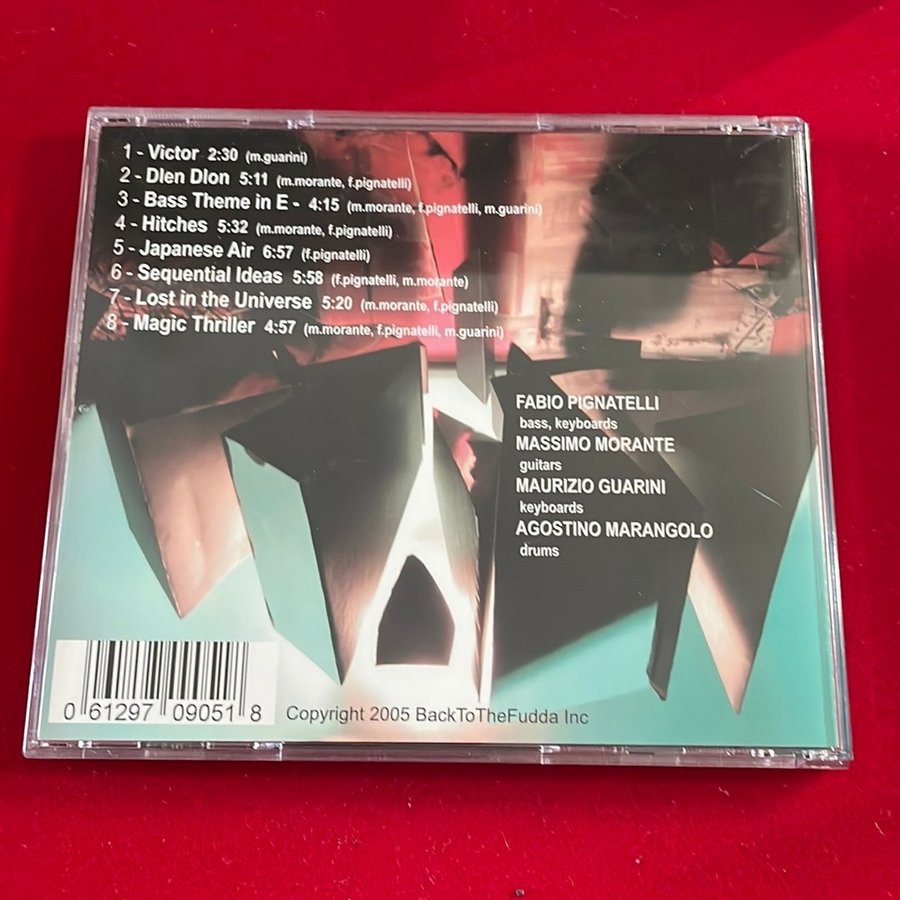 1 - Victor 2:30 (m.guarini)
2 - Dlen Dlon 5:11 (m.morante, f.pignatelli)
3 - Bass Theme in E - 4:15 (m.morante, f.pignatelli, m.guarini)
4 - Hitches 5:32 (m.morante, f.pignatelli)
5 - Japanese Air 6:57 (f.pignatelli)
6 - Sequential Ideas 5:58 (f.pignatelli, m.morante)
7 - Lost in the Universe 5:20 (m.morante, f.pignatelli)
8 - Magic Thriller 4:57 (m.morante, f.pignatelli, m.guarini)
FABIO PIGNATELLI
bass, keyboards
MASSIMO MORANTE
guitars
MAURIZIO GUARINI
keyboards
AGOSTINO MARANGOLO
drums
0 61297 09051 8
Copyright 2005 BackToTheFudda Inc